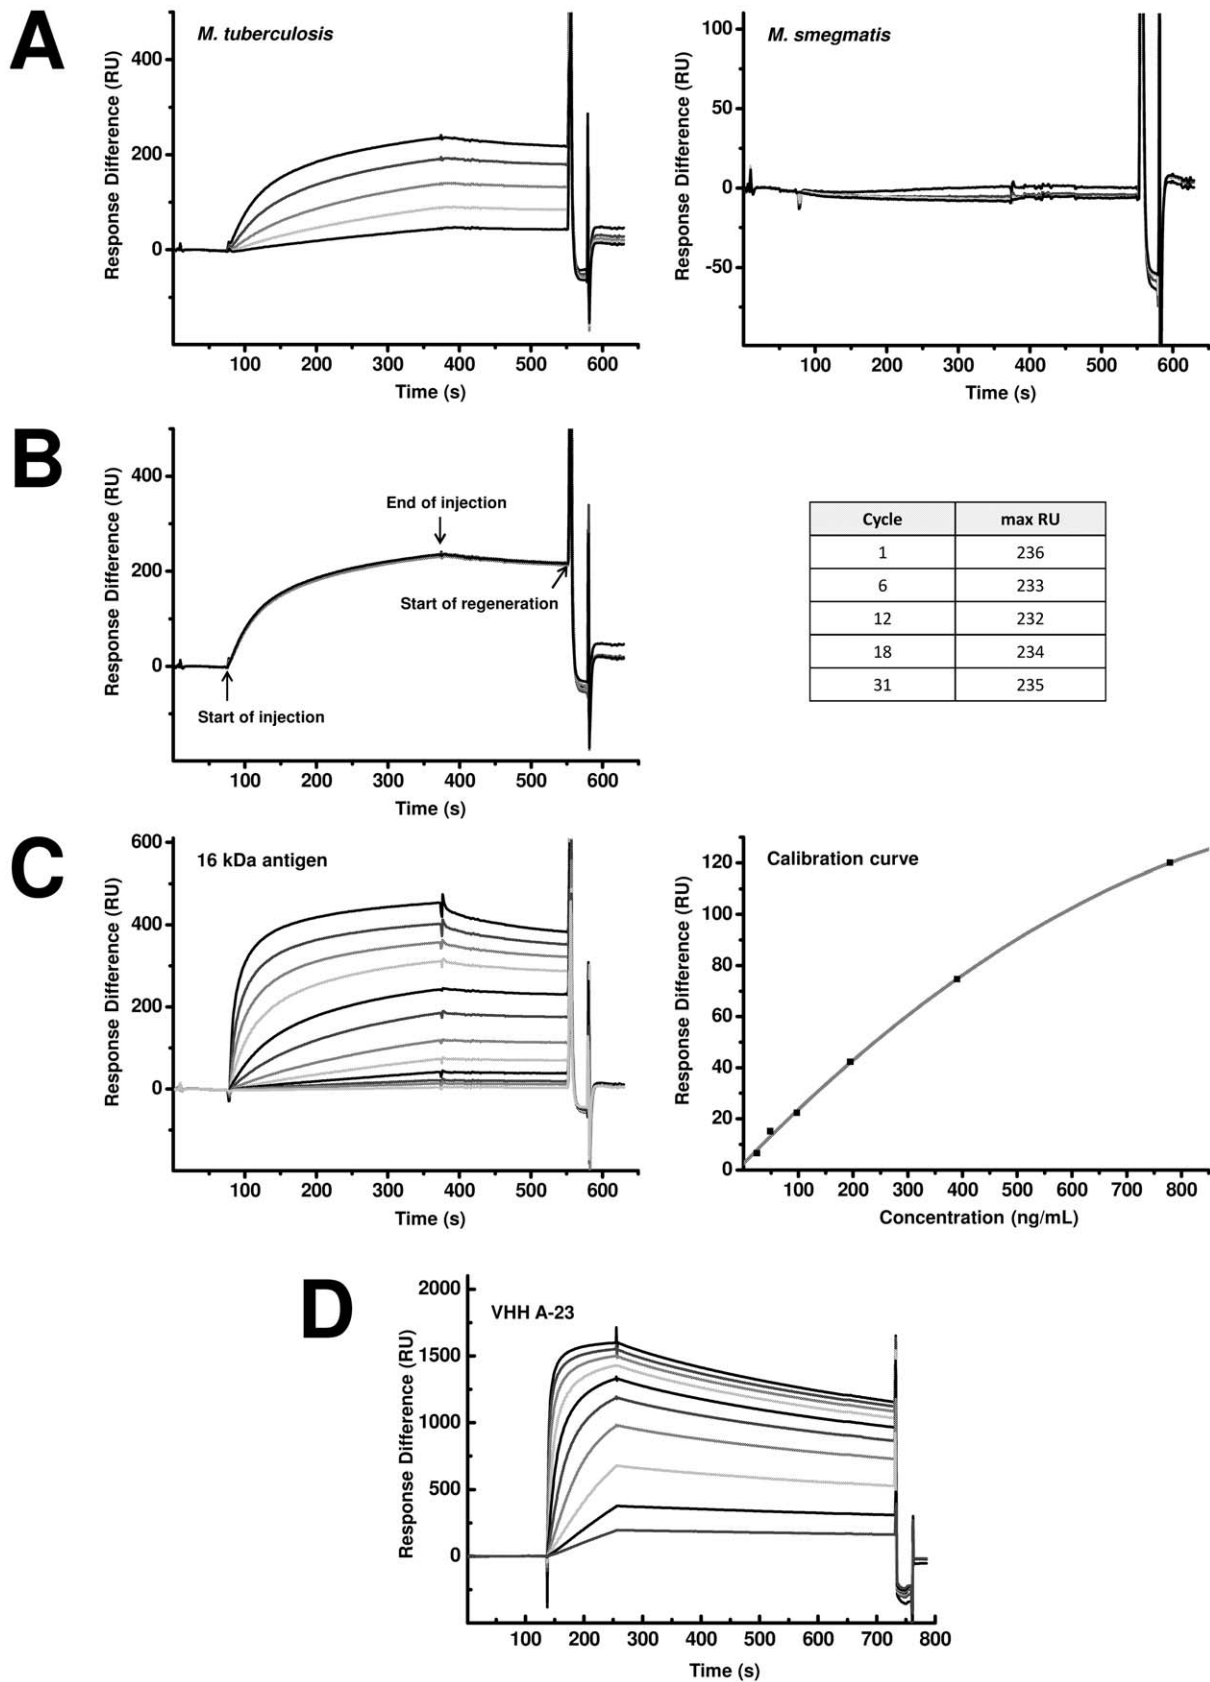 A
M. tuberculosis
Response Difference (RU)
400
200
0
100 200 300 400 500 600
Time (s)
M. smegmatis
Response Difference (RU)
100
50
0
-50
100 200 300 400 500 600
Time (s)
B
Response Difference (RU)
400
200
0
End of injection
Start of regeneration
Start of injection
100 200 300 400 500 600
Time (s)
Cycle max RU
1 236
6 233
12 232
18 234
31 235
C
16 kDa antigen
Response Difference (RU)
600
400
200
0
100 200 300 400 500 600
Time (s)
Calibration curve
Response Difference (RU)
120
100
80
60
40
20
0
100 200 300 400 500 600 700 800
Concentration (ng/mL)
D
VHH A-23
Response Difference (RU)
2000
1500
1000
500
0
100 200 300 400 500 600 700 800
Time (s)